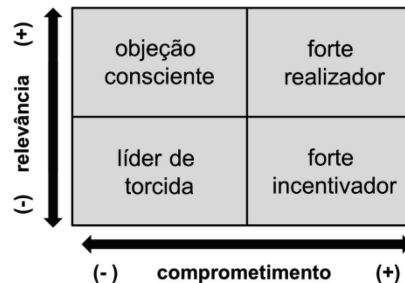 (+)
relevância
(-)
objeção
consciente
forte
realizador
líder de
torcida
forte
incentivador
(-)
comprometimento
(+)